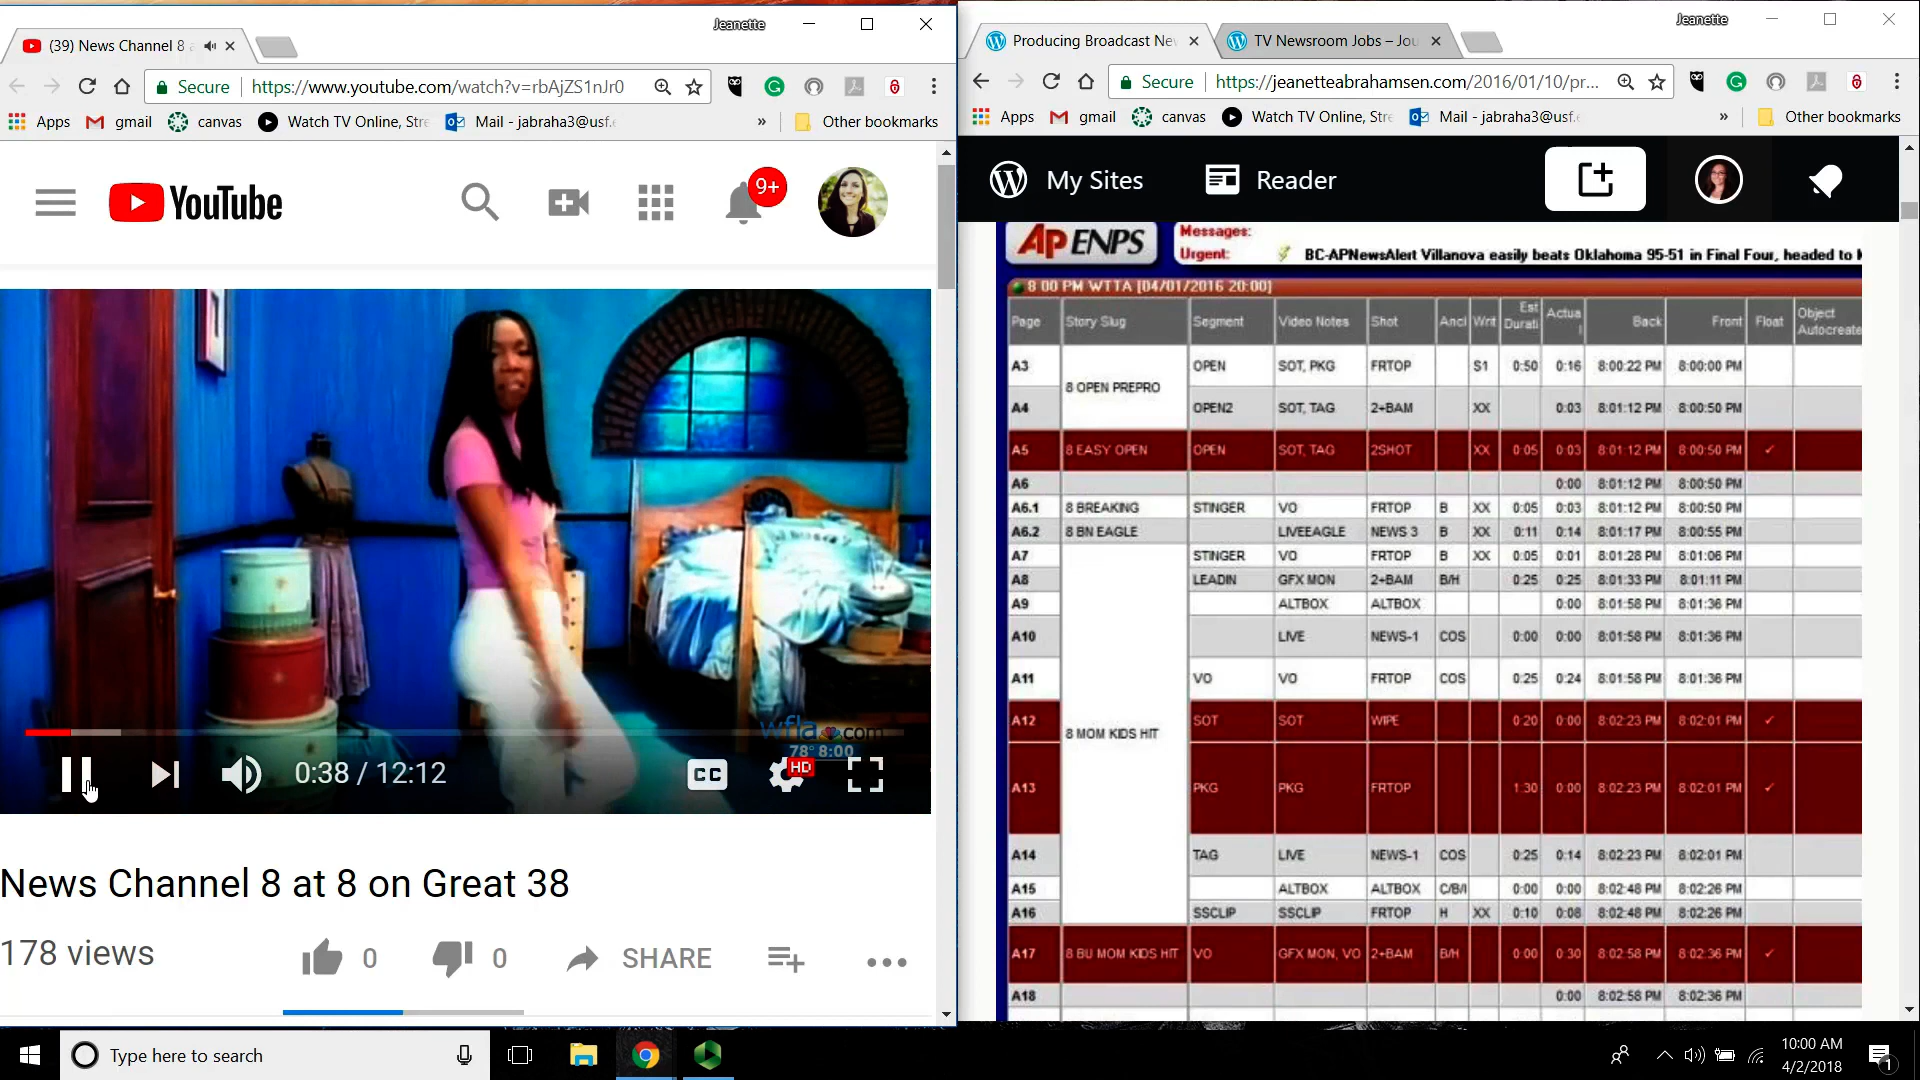 Jeanette
(39) News Channel 8
Secure
https://www.youtube.com/watch?v=rbAjZS1nJr0
Apps
gmail
canvas
Watch TV Online, Stre
Mail - jabraha3@usf.e
»
Other bookmarks
YouTube
9+
wfla.com
78° 8:00
0:38 / 12:12
CC
HD
News Channel 8 at 8 on Great 38
178 views
0
0
SHARE
Jeanette
Producing Broadcast Nev
TV Newsroom Jobs – Jou
Secure
https://jeanetteabrahamsen.com/2016/01/10/pr...
Apps
gmail
canvas
Watch TV Online, Stre
Mail - jabraha3@usf.e
»
Other bookmarks
My Sites
Reader
AP ENPS
Messages:
Urgent: BC-APNewsAlert Villanova easily beats Oklahoma 95-51 in Final Four, headed to
8 00 PM WTTA [04/01/2016 20:00]
Page Story Slug Segment Video Notes Shot Ancl Writ Est Durati Actua l Back Front Float Object Autocreate
A3 OPEN SOT, PKG FRTOP S1 0:50 0:16 8:00:22 PM 8:00:00 PM
8 OPEN PREPRO
A4 OPEN2 SOT, TAG 2+BAM XX 0:03 8:01:12 PM 8:00:50 PM
A5 8 EASY OPEN OPEN SOT, TAG 2SHOT XX 0:05 0:03 8:01:12 PM 8:00:50 PM ✓
A6 0:00 8:01:12 PM 8:00:50 PM
A6.1 8 BREAKING STINGER VO FRTOP B XX 0:05 0:03 8:01:12 PM 8:00:50 PM
A6.2 8 BN EAGLE LIVEEAGLE NEWS 3 B XX 0:11 0:14 8:01:17 PM 8:00:55 PM
A7 STINGER VO FRTOP B XX 0:05 0:01 8:01:28 PM 8:01:06 PM
A8 LEADIN GFX MON 2+BAM B/H 0:25 0:25 8:01:33 PM 8:01:11 PM
A9 ALTBOX ALTBOX 0:00 8:01:58 PM 8:01:36 PM
A10 LIVE NEWS-1 COS 0:00 0:00 8:01:58 PM 8:01:36 PM
A11 VO VO FRTOP COS 0:25 0:24 8:01:58 PM 8:01:36 PM
A12 SOT SOT WIPE 0:20 0:00 8:02:23 PM 8:02:01 PM ✓
8 MOM KIDS HIT
A13 PKG PKG FRTOP 1:30 0:00 8:02:23 PM 8:02:01 PM ✓
A14 TAG LIVE NEWS-1 COS 0:25 0:14 8:02:23 PM 8:02:01 PM
A15 ALTBOX ALTBOX C/B/I 0:00 0:00 8:02:48 PM 8:02:26 PM
A16 SSCLIP SSCLIP FRTOP H XX 0:10 0:08 8:02:48 PM 8:02:26 PM
A17 8 BU MOM KIDS HIT VO GFX MON, VO 2+BAM B/H 0:00 0:30 8:02:58 PM 8:02:36 PM ✓
A18 0:00 8:02:58 PM 8:02:36 PM
Type here to search
10:00 AM
4/2/2018
1